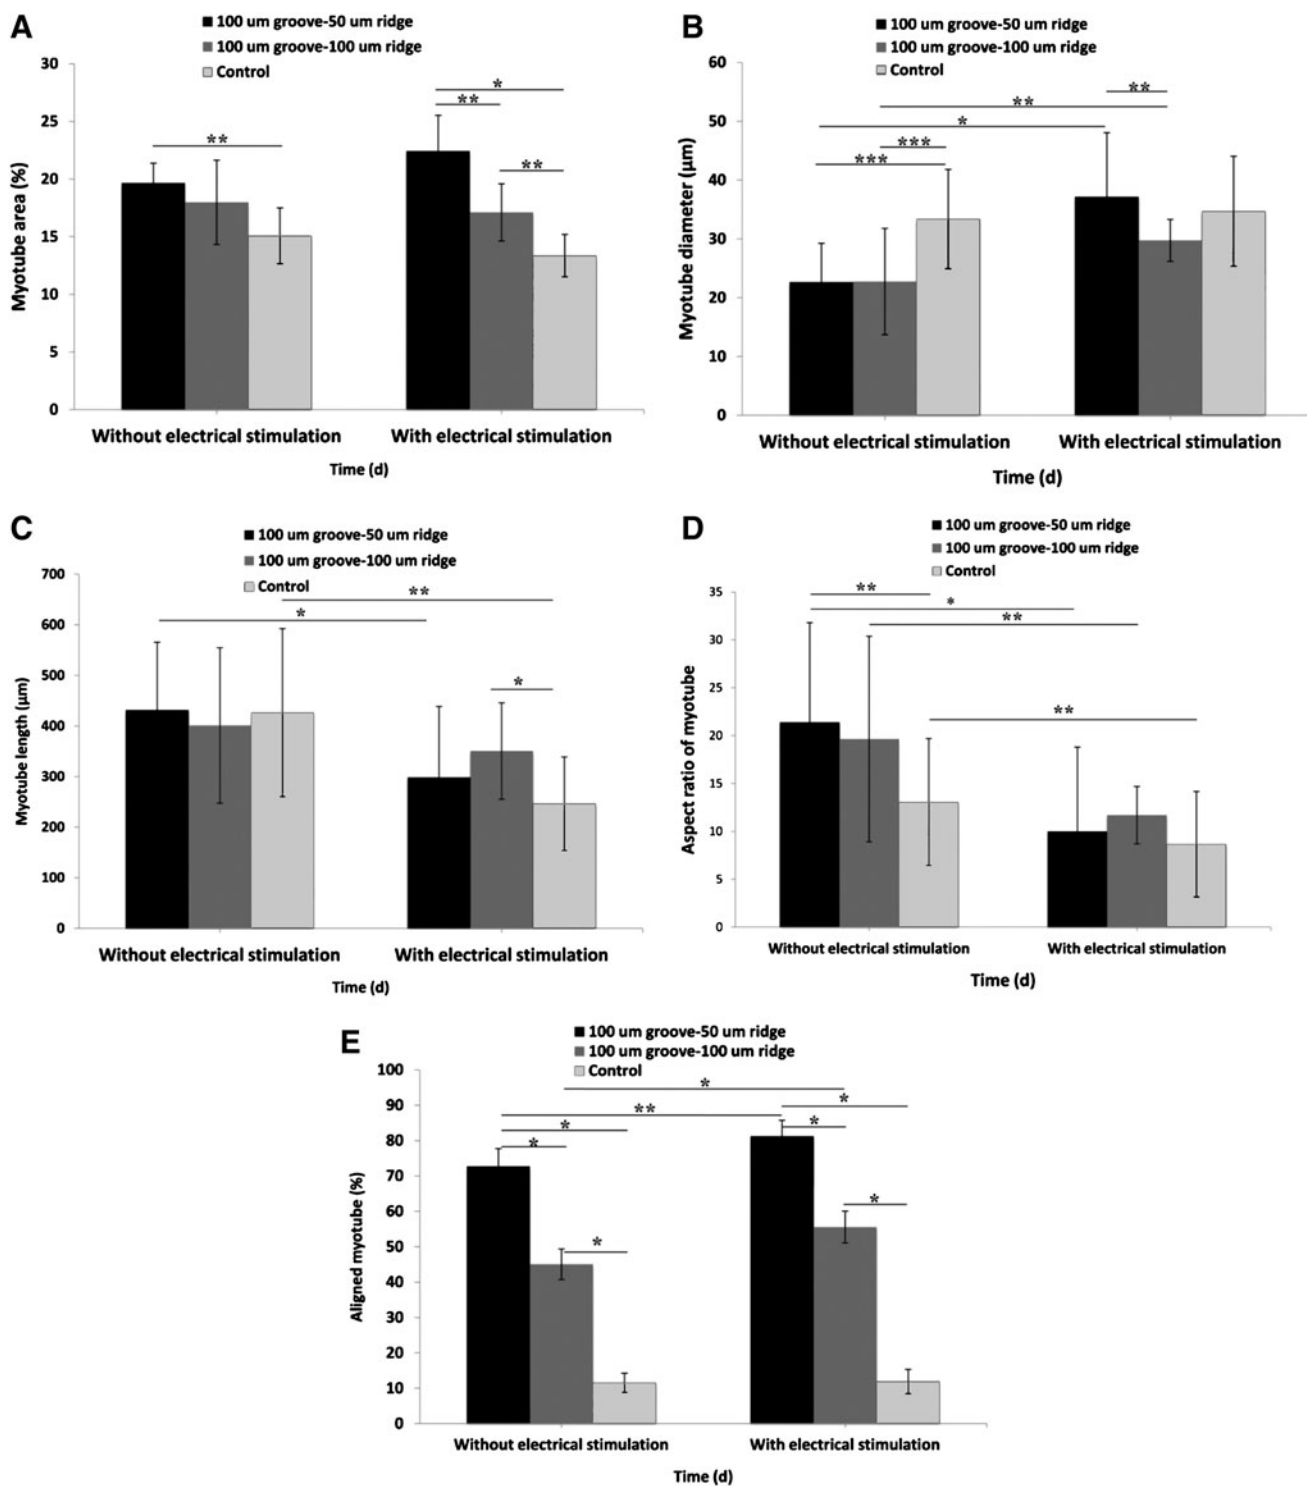 A
100 um groove-50 um ridge
100 um groove-100 um ridge
Control
Myotube area (%)
30
25
20
15
10
5
0
**
*
**
**
Without electrical stimulation
With electrical stimulation
Time (d)
B
100 um groove-50 um ridge
100 um groove-100 um ridge
Control
Myotube diameter (µm)
60
50
40
30
20
10
0
**
**
*
***
***
Without electrical stimulation
With electrical stimulation
Time (d)
C
100 um groove-50 um ridge
100 um groove-100 um ridge
Control
Myotube length (µm)
700
600
500
400
300
200
100
0
**
*
*
Without electrical stimulation
With electrical stimulation
Time (d)
D
100 um groove-50 um ridge
100 um groove-100 um ridge
Control
Aspect ratio of myotube
35
30
25
20
15
10
5
0
**
*
**
**
Without electrical stimulation
With electrical stimulation
Time (d)
E
100 um groove-50 um ridge
100 um groove-100 um ridge
Control
Aligned myotube (%)
100
90
80
70
60
50
40
30
20
10
0
*
*
**
*
*
*
*
*
Without electrical stimulation
With electrical stimulation
Time (d)